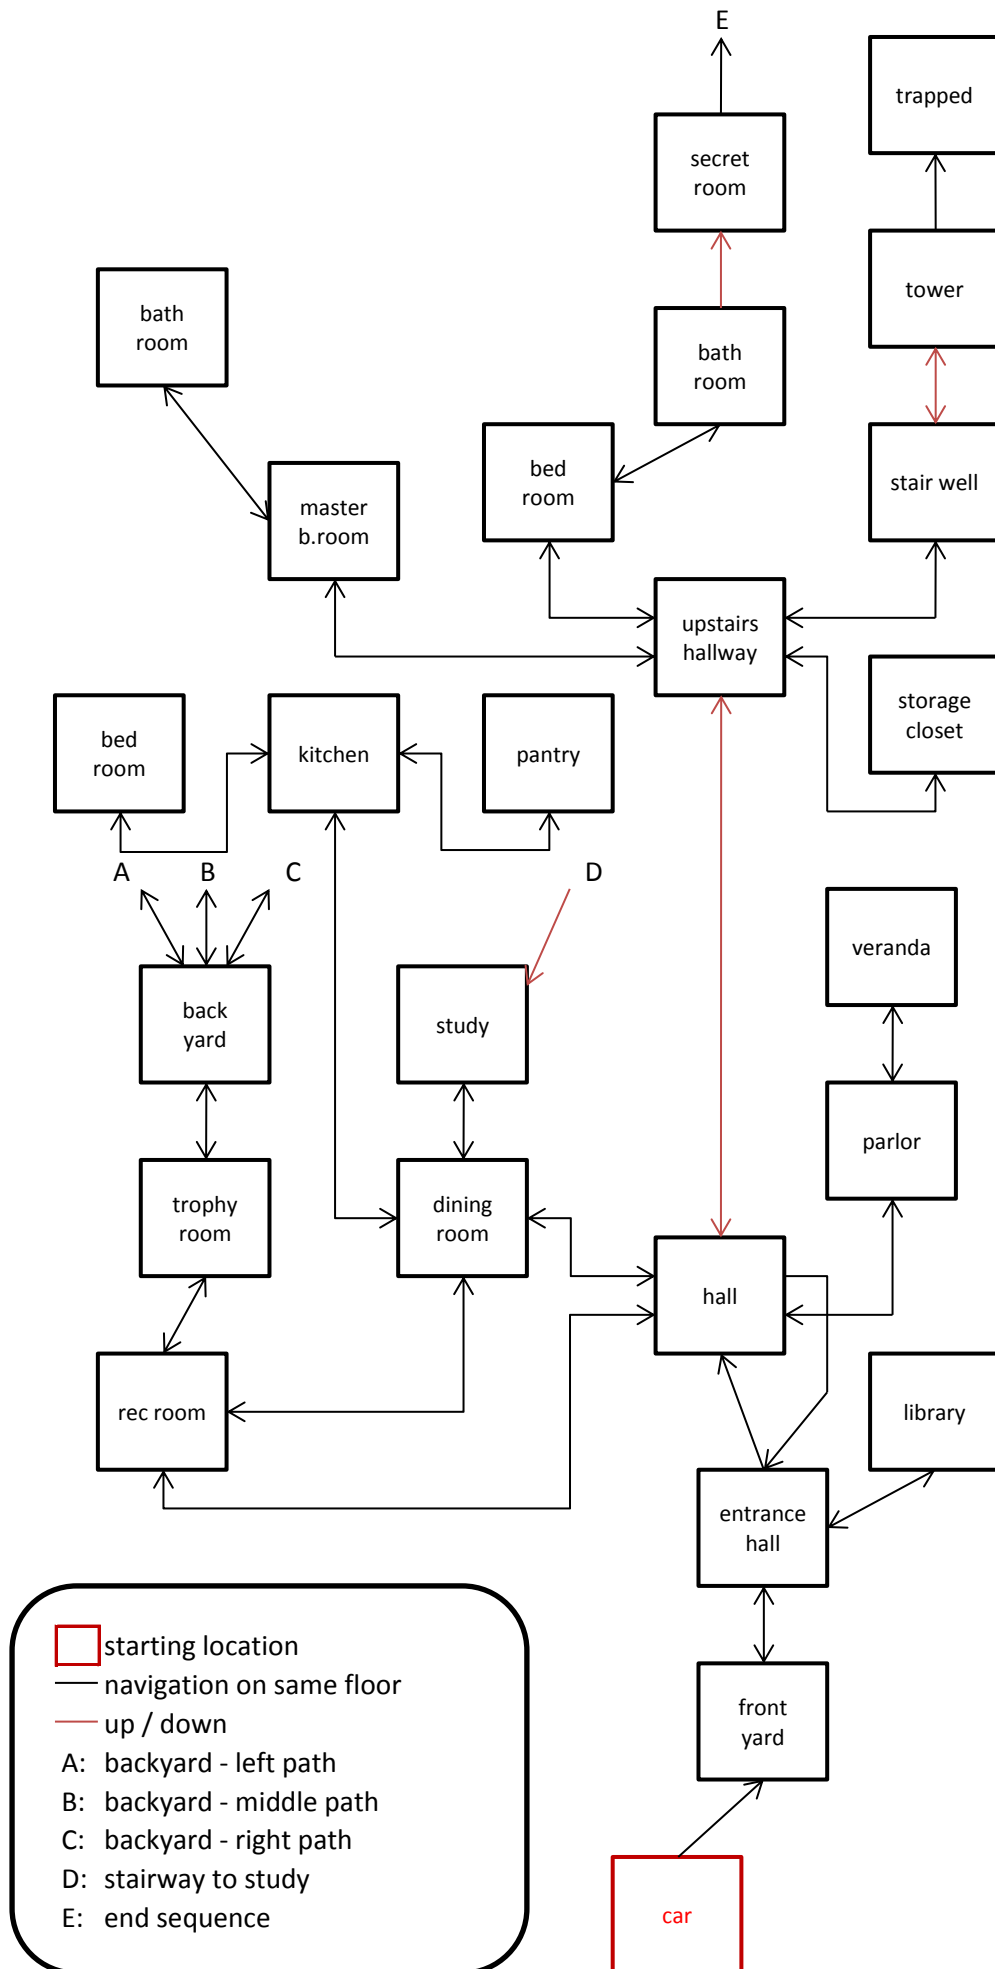 E
trapped
secret
room
tower
bath
room
bath
room
bed
room
stair well
master
b.room
upstairs
hallway
storage
closet
bed
room
kitchen
pantry
A
B
C
D
veranda
back
yard
study
parlor
trophy
room
dining
room
hall
rec room
library
entrance
hall
front
yard
car
starting location
navigation on same floor
up / down
A: backyard - left path
B: backyard - middle path
C: backyard - right path
D: stairway to study
E: end sequence